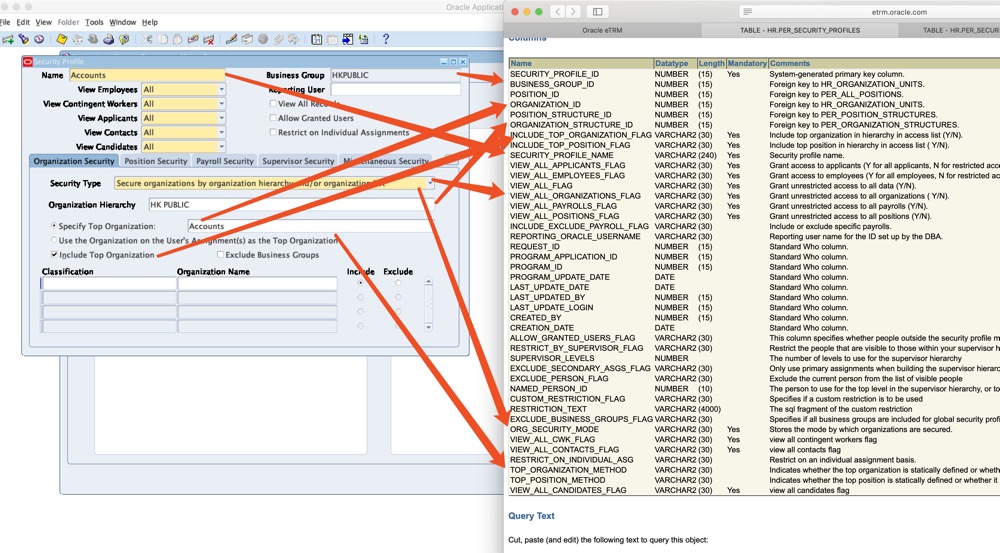 Oracle Applica
File Edit View Folder Tools Window Help
Security Profile
Name Accounts
Business Group HKPUBLIC
View Employees All
Reporting User
View Contingent Workers All
View All Records
View Applicants All
Allow Granted Users
View Contacts All
Restrict on Individual Assignments
View Candidates All
Organization Security Position Security Payroll Security Supervisor Security Miscellaneous Security
Security Type Secure organizations by organization hierarchy and/or organization list
Organization Hierarchy HK PUBLIC
Specify Top Organization: Accounts
Use the Organization on the User's Assignment(s) as the Top Organization
Include Top Organization Exclude Business Groups
Classification Organization Name Include Exclude
etrm.oracle.com
Oracle eTRM TABLE - HR.PER_SECURITY_PROFILES TABLE - HR.PER_SECUR
Columns
Name Datatype Length Mandatory Comments
SECURITY_PROFILE_ID NUMBER (15) Yes System-generated primary key column.
BUSINESS_GROUP_ID NUMBER (15) Foreign key to HR_ORGANIZATION_UNITS.
POSITION_ID NUMBER (15) Foreign key to PER_ALL_POSITIONS.
ORGANIZATION_ID NUMBER (15) Foreign key to HR_ORGANIZATION_UNITS.
POSITION_STRUCTURE_ID NUMBER (15) Foreign key to PER_POSITION_STRUCTURES.
ORGANIZATION_STRUCTURE_ID NUMBER (15) Foreign key to PER_ORGANIZATION_STRUCTURES.
INCLUDE_TOP_ORGANIZATION_FLAG VARCHAR2 (30) Yes Include top organization in hierarchy in access list (Y/N).
INCLUDE_TOP_POSITION_FLAG VARCHAR2 (30) Yes Include top position in hierarchy in access list ( Y/N).
SECURITY_PROFILE_NAME VARCHAR2 (240) Yes Security profile name.
VIEW_ALL_APPLICANTS_FLAG VARCHAR2 (30) Yes Grant access to applicants (Y for all applicants, N for restricted acce
VIEW_ALL_EMPLOYEES_FLAG VARCHAR2 (30) Yes Grant access to employees (Y for all employees, N for restricted acc
VIEW_ALL_FLAG VARCHAR2 (30) Yes Grant unrestricted access to all data (Y/N).
VIEW_ALL_ORGANIZATIONS_FLAG VARCHAR2 (30) Yes Grant unrestricted access to all organizations ( Y/N).
VIEW_ALL_PAYROLLS_FLAG VARCHAR2 (30) Yes Grant unrestricted access to all payrolls (Y/N).
VIEW_ALL_POSITIONS_FLAG VARCHAR2 (30) Yes Grant unrestricted access to all positions (Y/N).
INCLUDE_EXCLUDE_PAYROLL_FLAG VARCHAR2 (30) Include or exclude specific payrolls.
REPORTING_ORACLE_USERNAME VARCHAR2 (30) Reporting user name for the ID set up by the DBA.
REQUEST_ID NUMBER (15) Standard Who column.
PROGRAM_APPLICATION_ID NUMBER (15) Standard Who column.
PROGRAM_ID NUMBER (15) Standard Who column.
PROGRAM_UPDATE_DATE DATE Standard Who column.
LAST_UPDATE_DATE DATE Standard Who column.
LAST_UPDATED_BY NUMBER (15) Standard Who column.
LAST_UPDATE_LOGIN NUMBER (15) Standard Who column.
CREATED_BY NUMBER (15) Standard Who column.
CREATION_DATE DATE Standard Who column.
ALLOW_GRANTED_USERS_FLAG VARCHAR2 (30) This column specifies whether people outside the security profile m
RESTRICT_BY_SUPERVISOR_FLAG VARCHAR2 (30) Restrict the people that are visible to those within your supervisor h
SUPERVISOR_LEVELS NUMBER The number of levels to use for the supervisor hierarchy
EXCLUDE_SECONDARY_ASGS_FLAG VARCHAR2 (30) Only use primary assignments when building the supervisor hierarc
EXCLUDE_PERSON_FLAG VARCHAR2 (30) Exclude the current person from the list of visible people
NAMED_PERSON_ID NUMBER (10) The person to use for the top level in the supervisor hierarchy, or to
CUSTOM_RESTRICTION_FLAG VARCHAR2 (30) Specifies if a custom restriction is to be used
RESTRICTION_TEXT VARCHAR2 (4000) The sql fragment of the custom restriction
EXCLUDE_BUSINESS_GROUPS_FLAG VARCHAR2 (30) Specifies if all business groups are included for global security profi
ORG_SECURITY_MODE VARCHAR2 (30) Yes Stores the mode by which organizations are secured.
VIEW_ALL_CWK_FLAG VARCHAR2 (30) Yes view all contingent workers flag
VIEW_ALL_CONTACTS_FLAG VARCHAR2 (30) Yes view all contacts flag
RESTRICT_ON_INDIVIDUAL_ASG VARCHAR2 (30) Restrict on an individual assignment basis.
TOP_ORGANIZATION_METHOD VARCHAR2 (30) Indicates whether the top organization is statically defined or wheth
TOP_POSITION_METHOD VARCHAR2 (30) Indicates whether the top position is statically defined or whether it
VIEW_ALL_CANDIDATES_FLAG VARCHAR2 (30) Yes view all candidates flag
Query Text
Cut, paste (and edit) the following text to query this object: